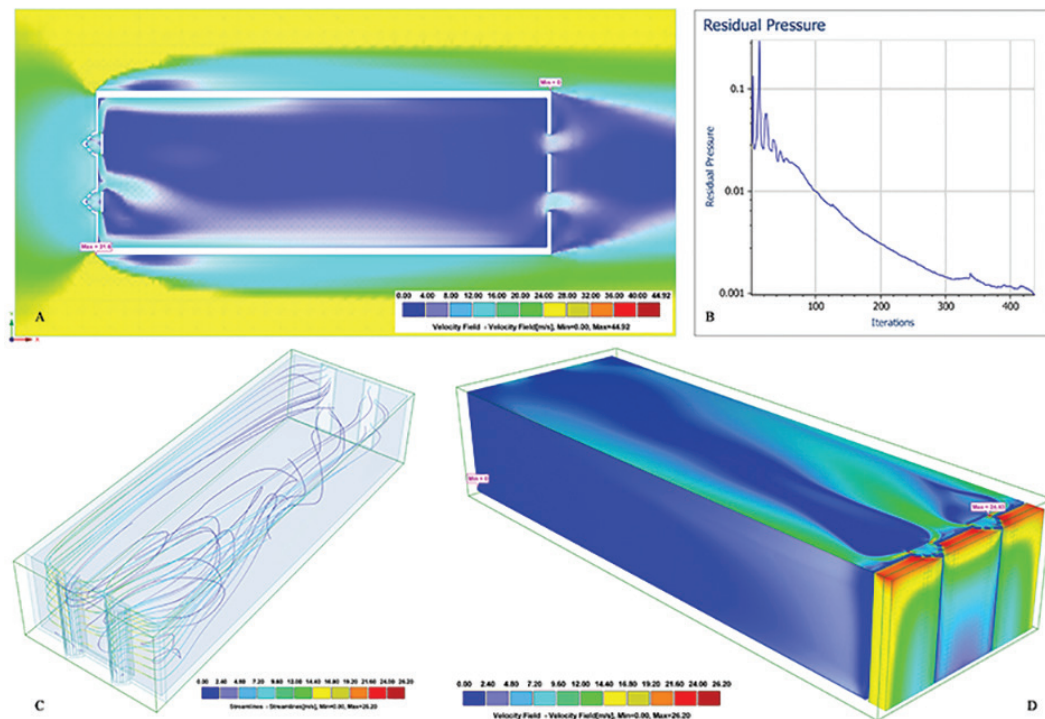 Min = 0
Max = 31.6
0.00 4.00 8.00 12.00 16.00 20.00 24.00 28.00 32.00 36.00 40.00 44.92
Velocity Field - Velocity Field[m/s], Min=0.00, Max=44.92
A
Y
X
Residual Pressure
Residual Pressure
0.1
0.01
0.001
100 200 300 400
Iterations
B
0.00 2.40 4.80 7.20 9.60 12.00 14.40 16.80 19.20 21.60 24.00 26.20
Streamlines - Streamlines[m/s], Min=0.00, Max=26.20
C
Min = 0
0.00 2.40 4.80 7.20 9.60 12.00 14.40 16.80 19.20 21.60 24.00 26.20
Velocity Field - Velocity Field[m/s], Min=0.00, Max=26.20
D